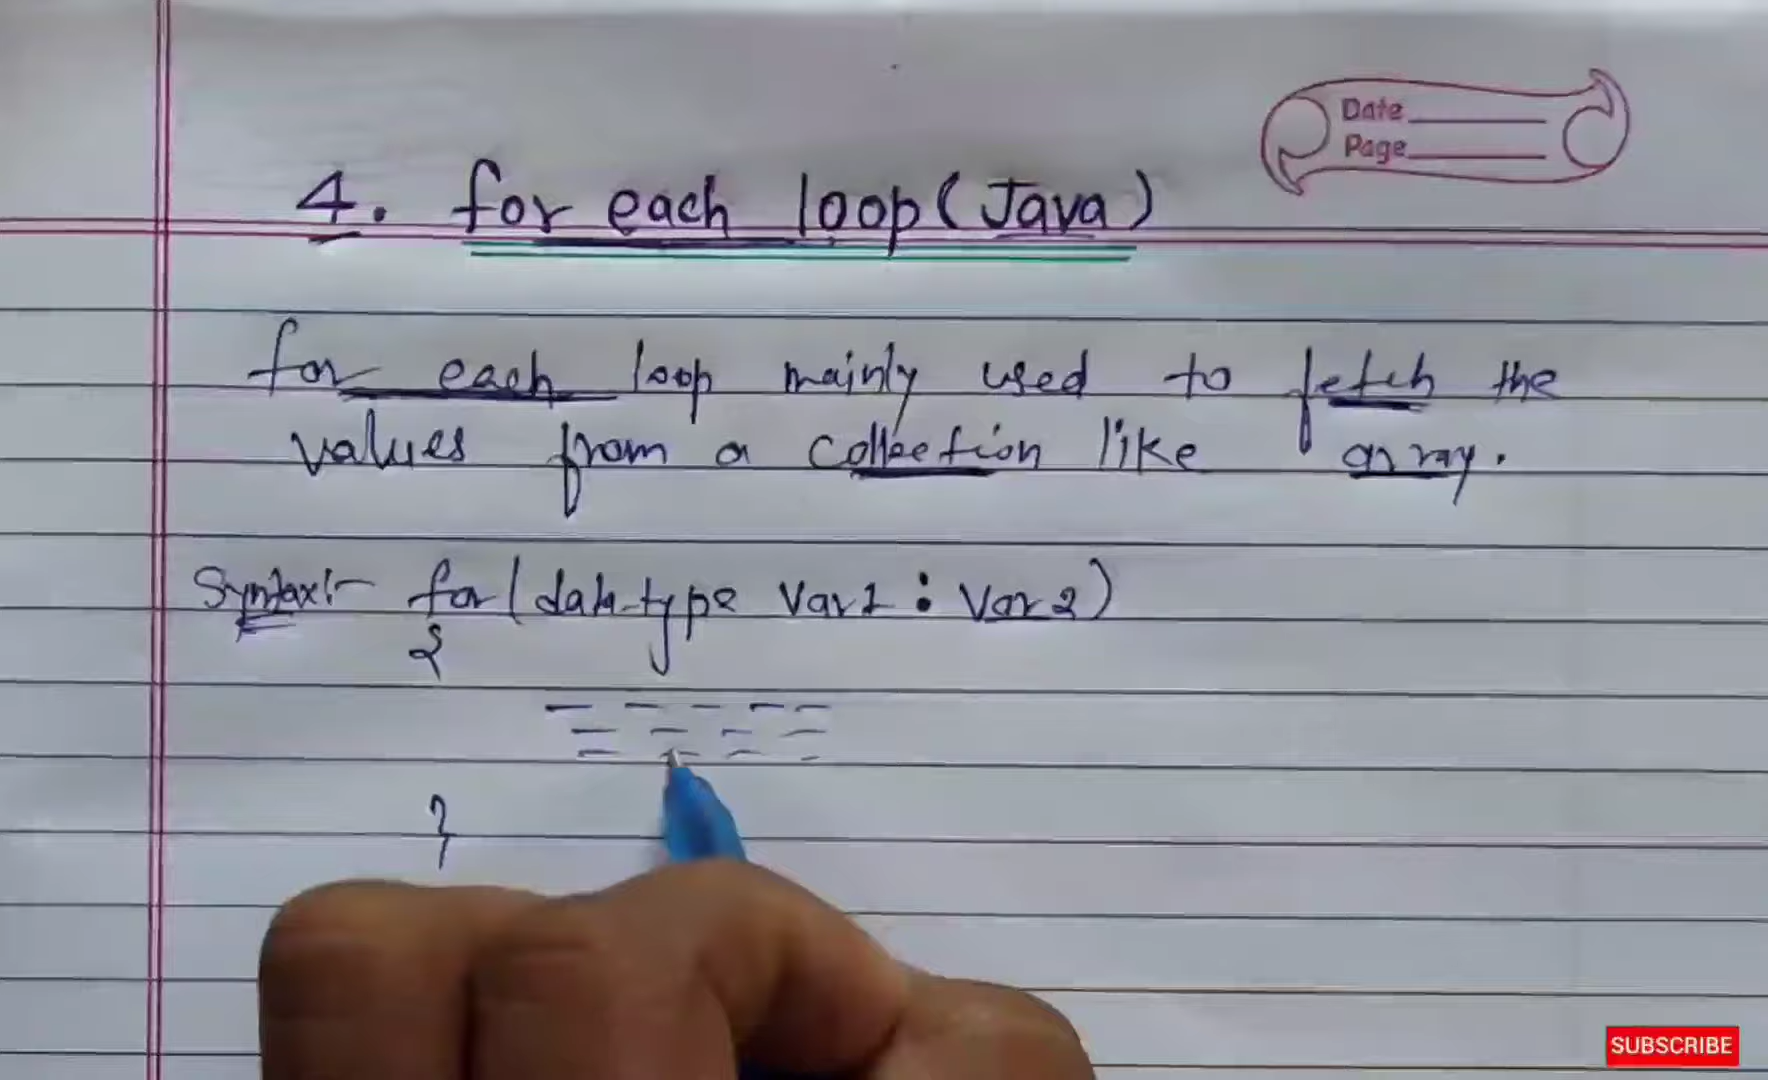 Date
Page
4. for each loop (Java)
for each loop mainly used to fetch the
values from a collection like array.
Syntax:- for(data-type var1 : var2)
{
}
SUBSCRIBE